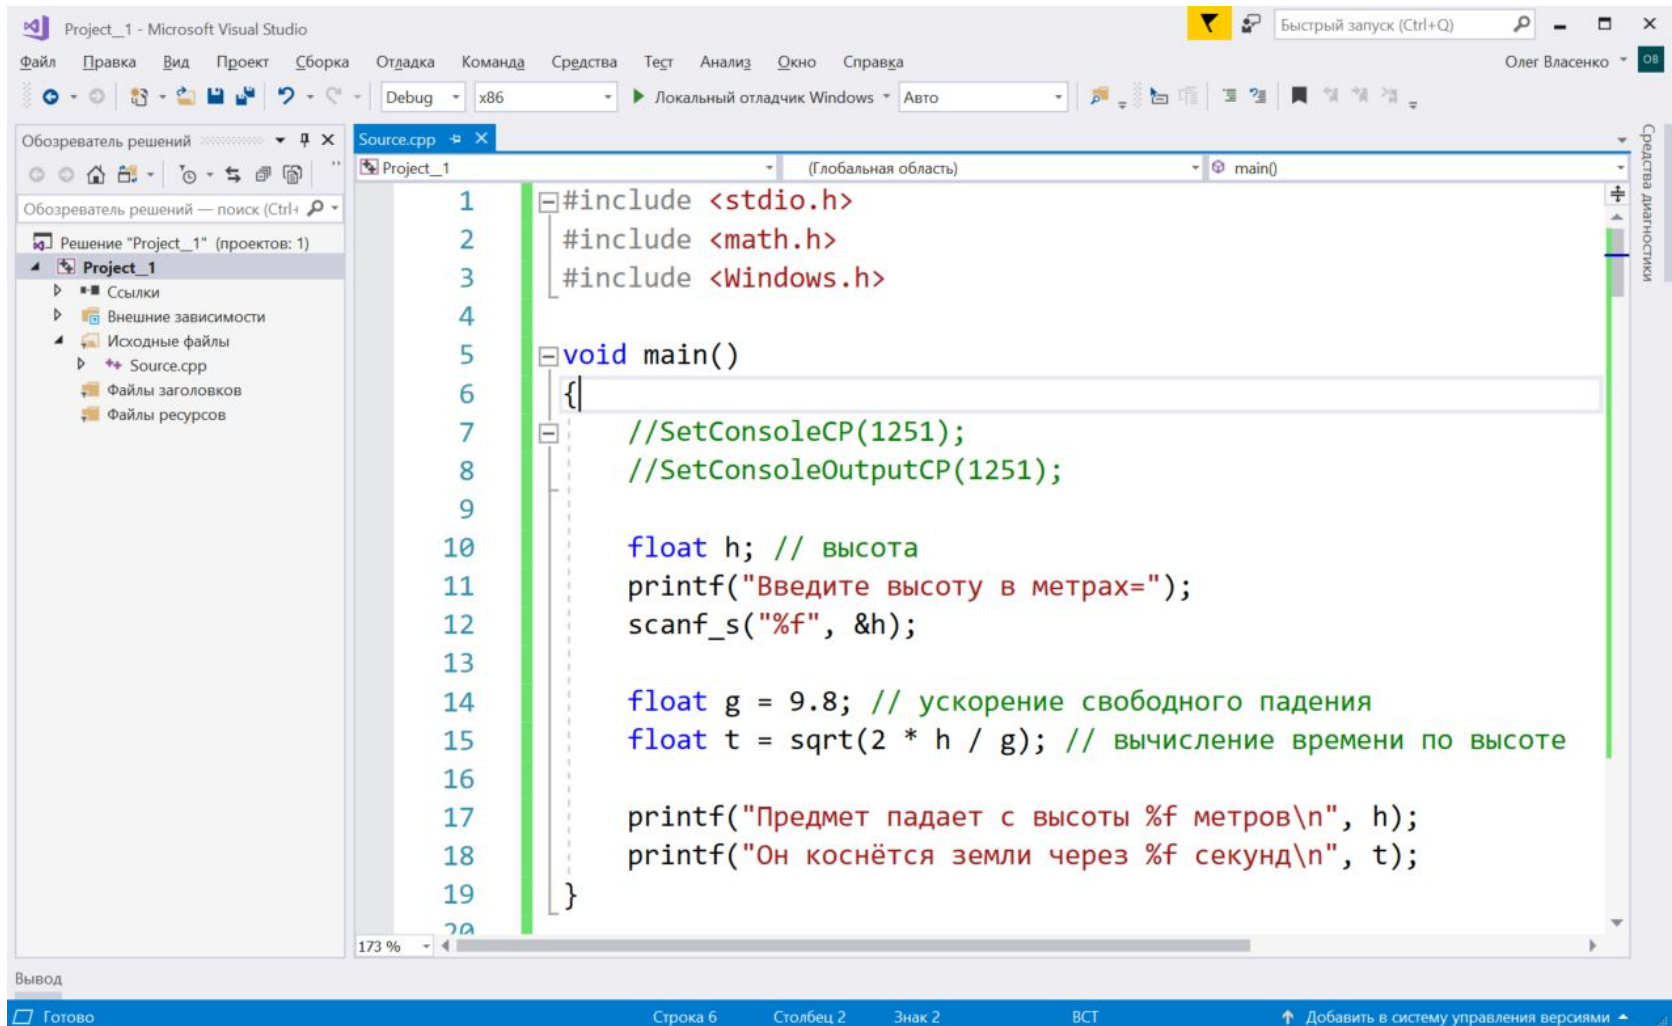 Project__1 - Microsoft Visual Studio
Быстрый запуск (Ctrl+Q)
Файл Правка Вид Проект Сборка Отладка Команда Средства Тест Анализ Окно Справка
Олег Власенко ОВ
Debug x86 Локальный отладчик Windows Авто
Обозреватель решений
Обозреватель решений — поиск (Ctrl+
Решение "Project__1" (проектов: 1)
Project_1
Ссылки
Внешние зависимости
Исходные файлы
Source.cpp
Файлы заголовков
Файлы ресурсов
Source.cpp
Project_1 (Глобальная область) main()
1 #include <stdio.h>
2 #include <math.h>
3 #include <Windows.h>
4
5 void main()
6 {
7 //SetConsoleCP(1251);
8 //SetConsoleOutputCP(1251);
9
10 float h; // высота
11 printf("Введите высоту в метрах=");
12 scanf_s("%f", &h);
13
14 float g = 9.8; // ускорение свободного падения
15 float t = sqrt(2 * h / g); // вычисление времени по высоте
16
17 printf("Предмет падает с высоты %f метров\n", h);
18 printf("Он коснётся земли через %f секунд\n", t);
19 }
20
173 %
Средства диагностики
Вывод
Готово Строка 6 Столбец 2 Знак 2 ВСТ Добавить в систему управления версиями